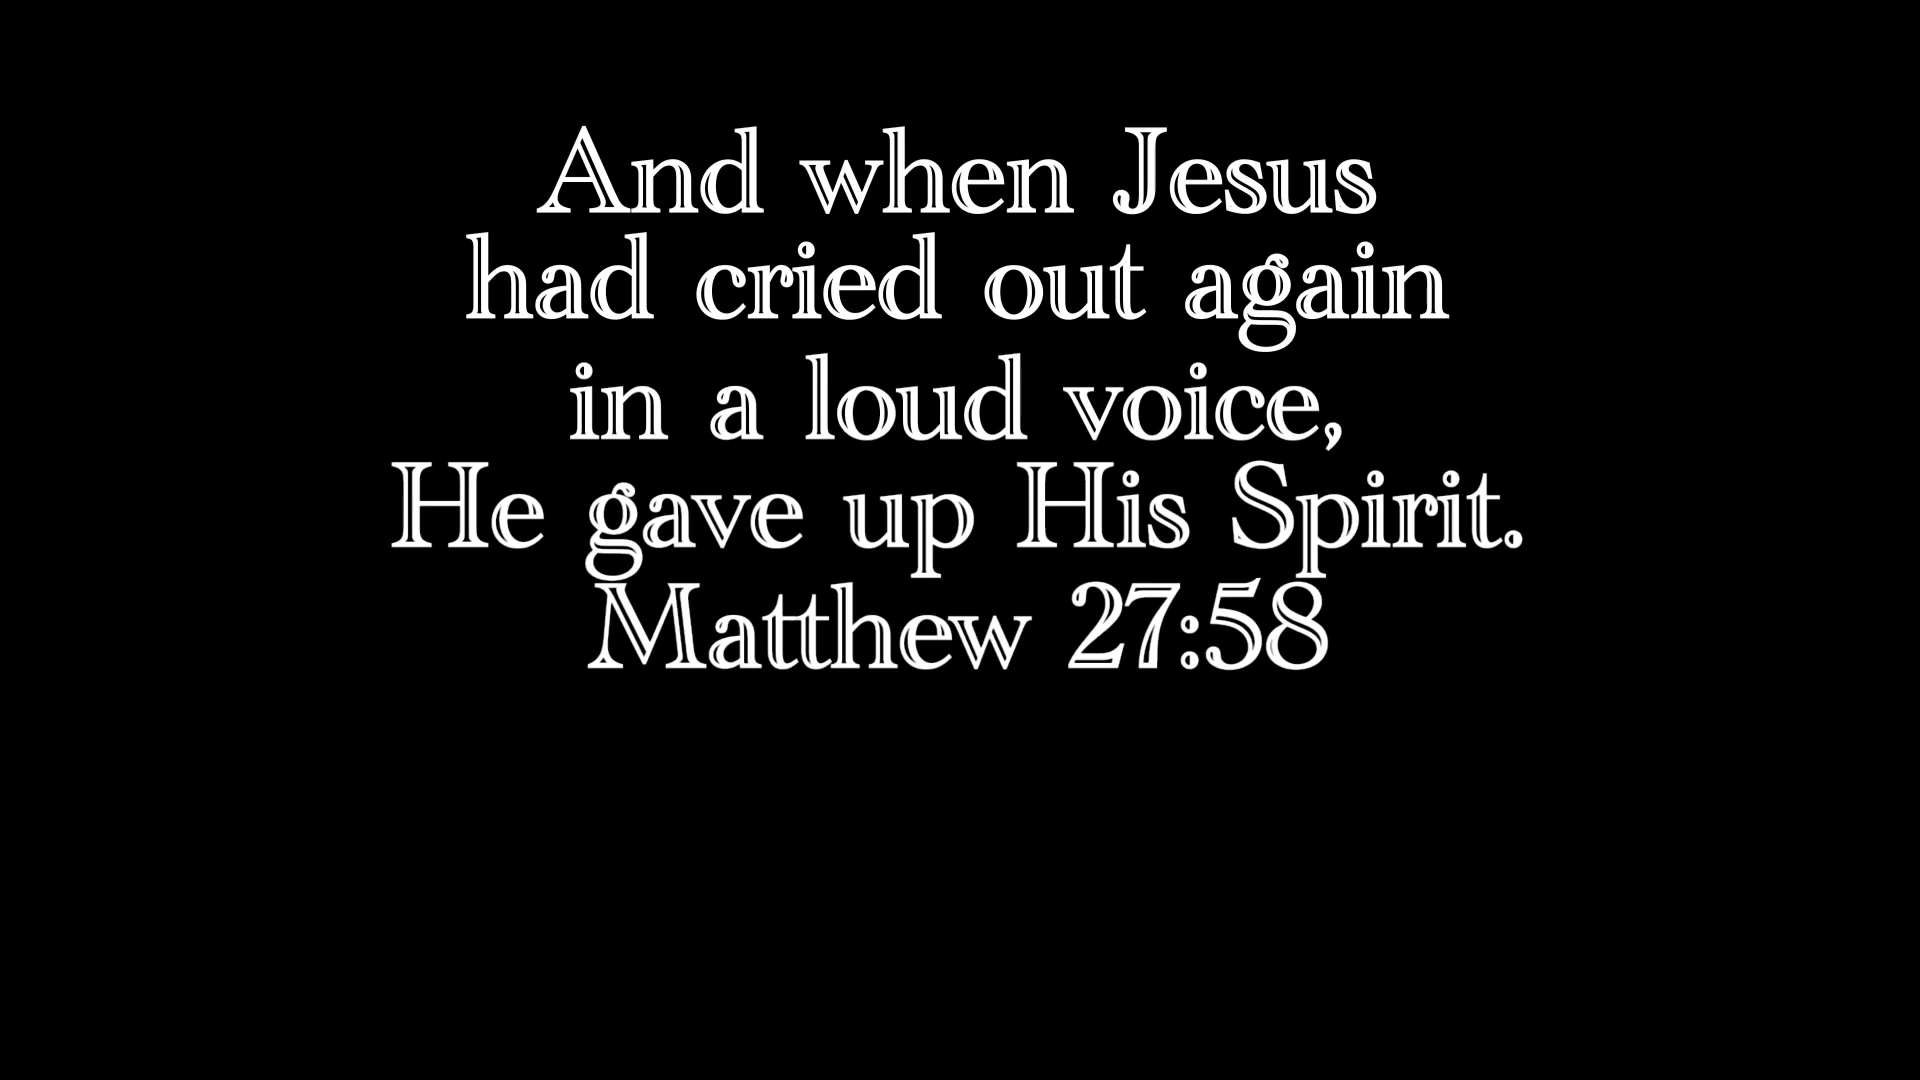 And when Jesus
had cried out again
in a loud voice,
He gave up His Spirit.
Matthew 27:58